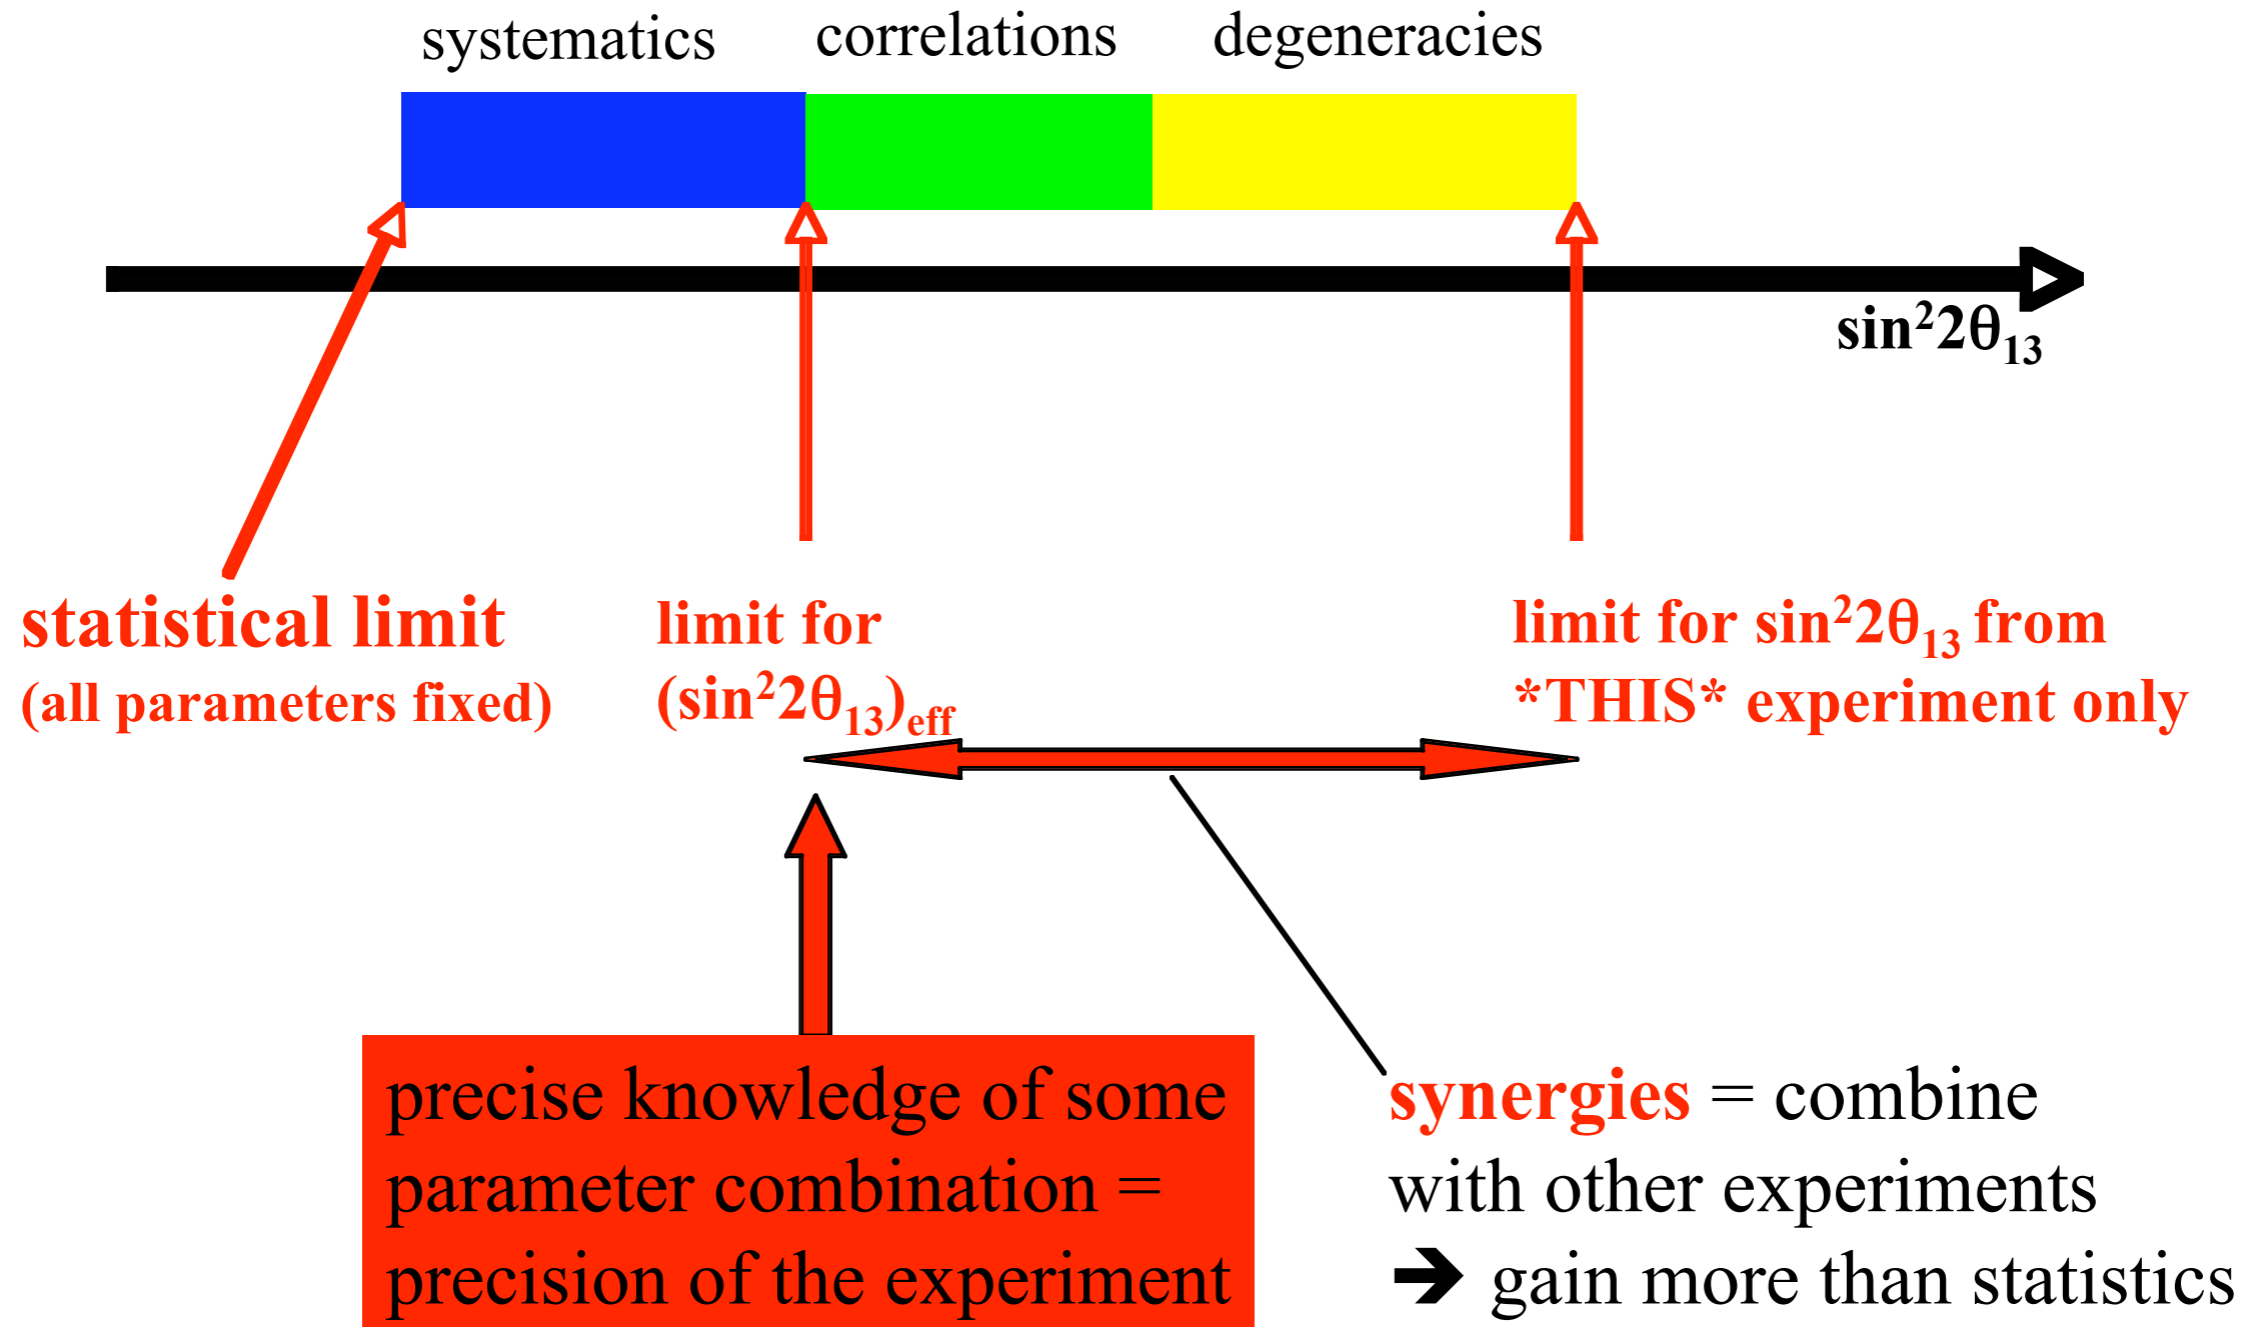 systematics
correlations
degeneracies
sin²2θ₁₃
statistical limit
(all parameters fixed)
limit for
(sin²2θ₁₃)eff
limit for sin²2θ₁₃ from
*THIS* experiment only
precise knowledge of some
parameter combination =
precision of the experiment
synergies = combine
with other experiments
➔ gain more than statistics